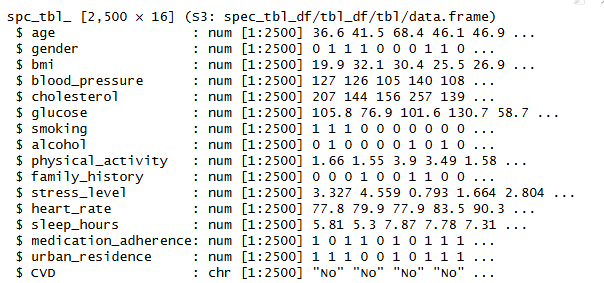 spc_tbl_ [2,500 × 16] (S3: spec_tbl_df/tbl_df/tbl/data.frame)
 $ age                 : num [1:2500] 36.6 41.5 68.4 46.1 46.9 ...
 $ gender              : num [1:2500] 0 1 1 1 0 0 0 1 1 0 ...
 $ bmi                 : num [1:2500] 19.9 32.1 30.4 25.5 26.9 ...
 $ blood_pressure      : num [1:2500] 127 126 105 140 108 ...
 $ cholesterol         : num [1:2500] 207 144 156 257 139 ...
 $ glucose             : num [1:2500] 105.8 76.9 101.6 130.7 58.7 ...
 $ smoking             : num [1:2500] 1 1 1 0 0 0 0 0 0 0 ...
 $ alcohol             : num [1:2500] 0 1 0 0 0 0 1 0 1 0 ...
 $ physical_activity   : num [1:2500] 1.66 1.55 3.9 3.49 1.58 ...
 $ family_history      : num [1:2500] 0 0 0 1 0 0 1 1 0 0 ...
 $ stress_level        : num [1:2500] 3.327 4.559 0.793 1.664 2.804 ...
 $ heart_rate          : num [1:2500] 77.8 79.9 77.9 83.5 90.3 ...
 $ sleep_hours         : num [1:2500] 5.81 5.3 7.87 7.78 7.31 ...
 $ medication_adherence: num [1:2500] 1 0 1 1 0 1 0 1 1 1 ...
 $ urban_residence     : num [1:2500] 0 1 1 1 0 0 1 0 1 1 ...
 $ CVD                 : chr [1:2500] "No" "No" "No" "No" ...